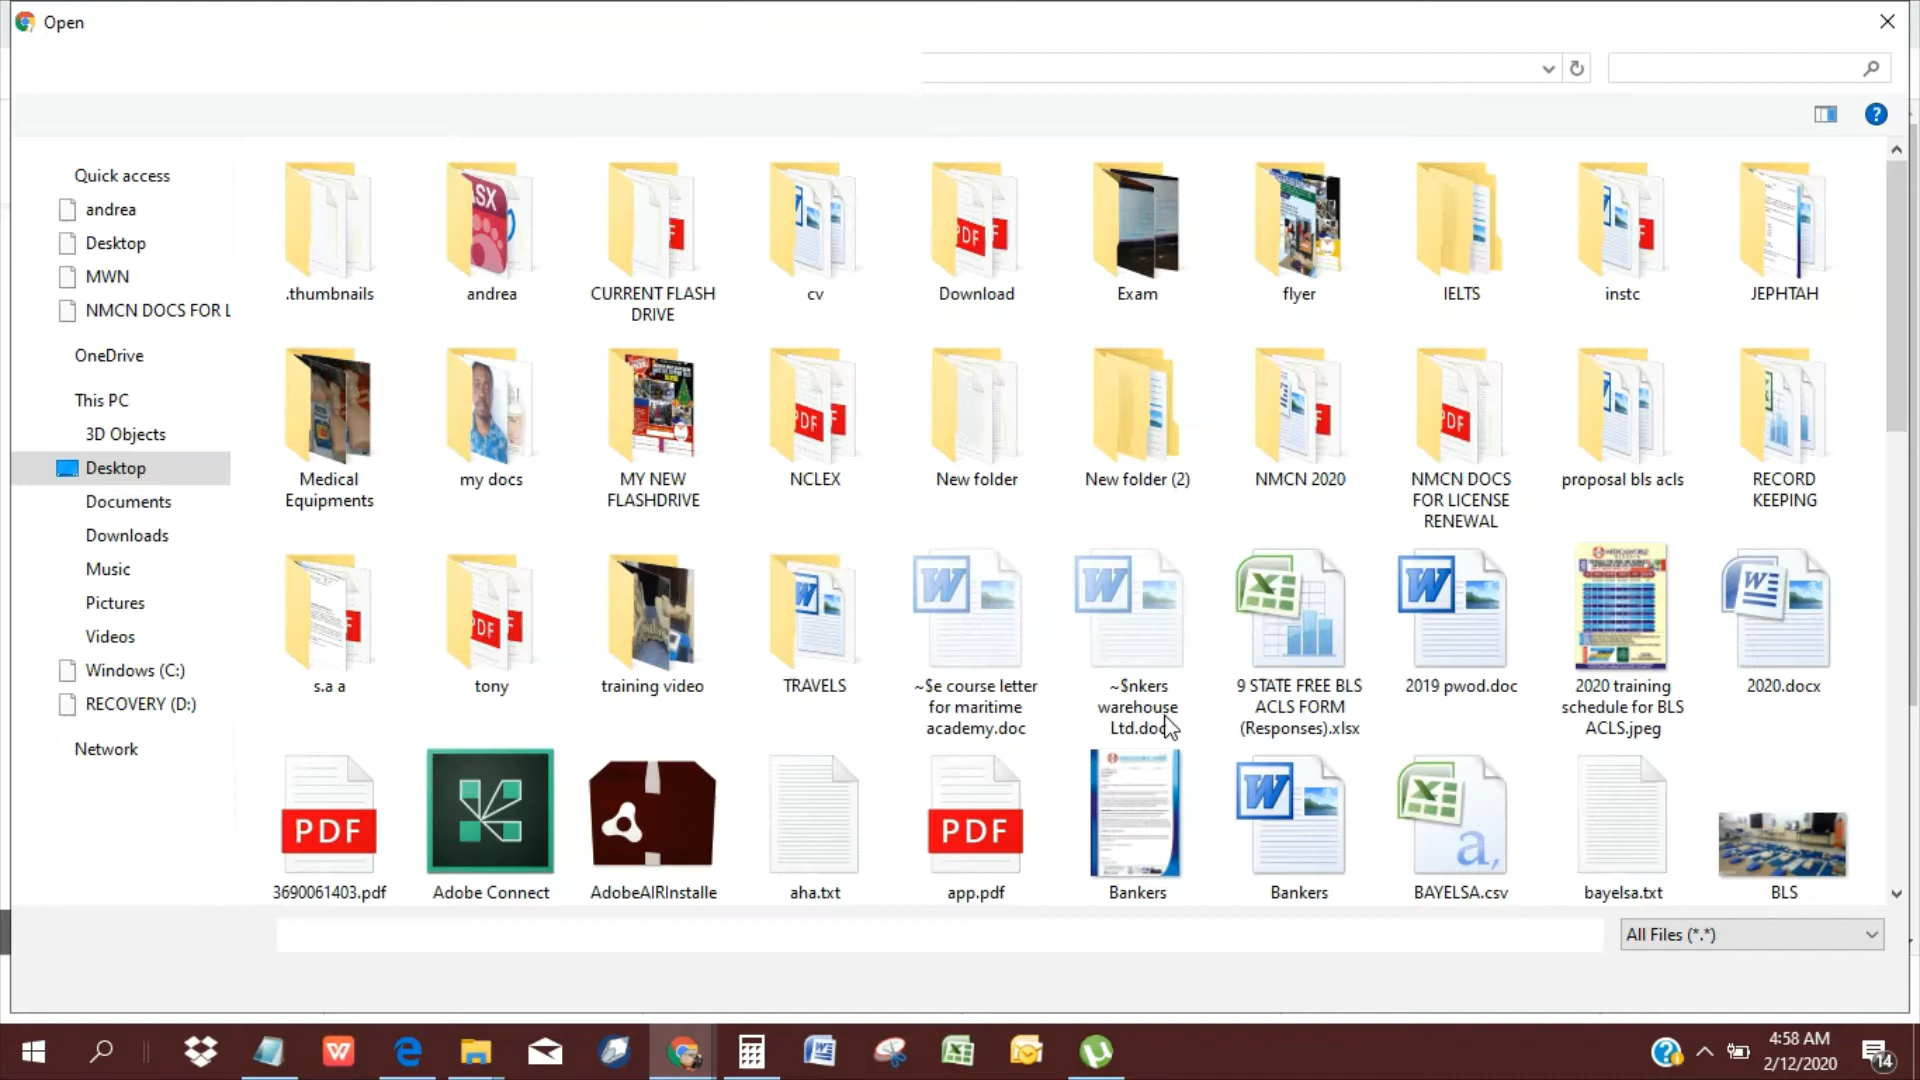 Open
Quick access
andrea
Desktop
MWN
NMCN DOCS FOR L
OneDrive
This PC
3D Objects
Desktop
Documents
Downloads
Music
Pictures
Videos
Windows (C:)
RECOVERY (D:)
Network
.thumbnails
andrea
CURRENT FLASH
DRIVE
cv
Download
Exam
flyer
IELTS
instc
JEPHTAH
Medical
Equipments
my docs
MY NEW
FLASHDRIVE
NCLEX
New folder
New folder (2)
NMCN 2020
NMCN DOCS
FOR LICENSE
RENEWAL
proposal bls acls
RECORD
KEEPING
s.a a
tony
training video
TRAVELS
~$e course letter
for maritime
academy.doc
~$nkers
warehouse
Ltd.doc
9 STATE FREE BLS
ACLS FORM
(Responses).xlsx
2019 pwod.doc
2020 training
schedule for BLS
ACLS.jpeg
2020.docx
PDF
3690061403.pdf
Adobe Connect
AdobeAIRInstalle
aha.txt
PDF
app.pdf
Bankers
Bankers
BAYELSA.csv
bayelsa.txt
BLS
All Files (*.*)
4:58 AM
2/12/2020
14